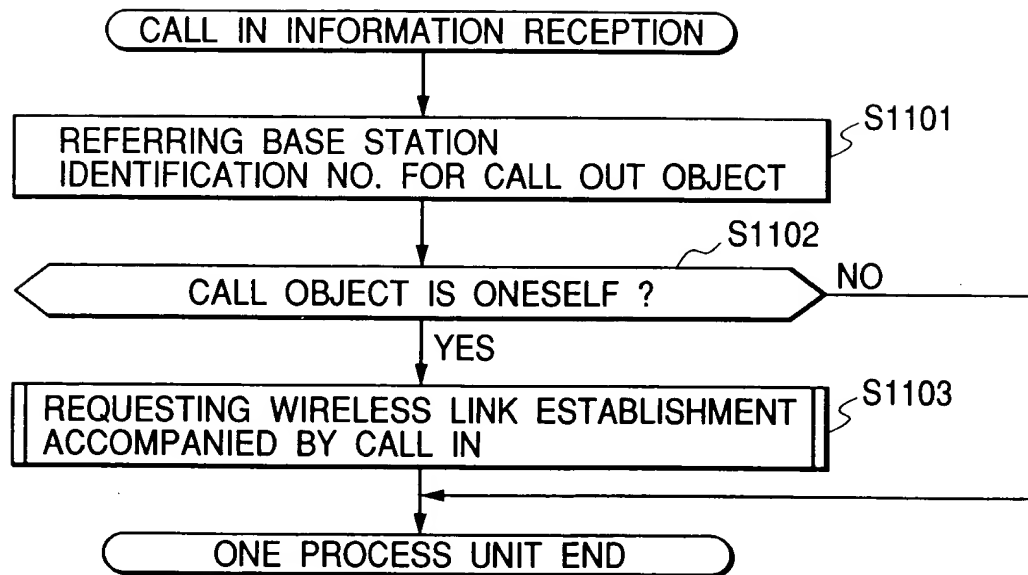 CALL IN INFORMATION RECEPTION
REFERRING BASE STATION
IDENTIFICATION NO. FOR CALL OUT OBJECT
S1101
S1102
CALL OBJECT IS ONESELF ?
NO
YES
REQUESTING WIRELESS LINK ESTABLISHMENT
ACCOMPANIED BY CALL IN
S1103
ONE PROCESS UNIT END